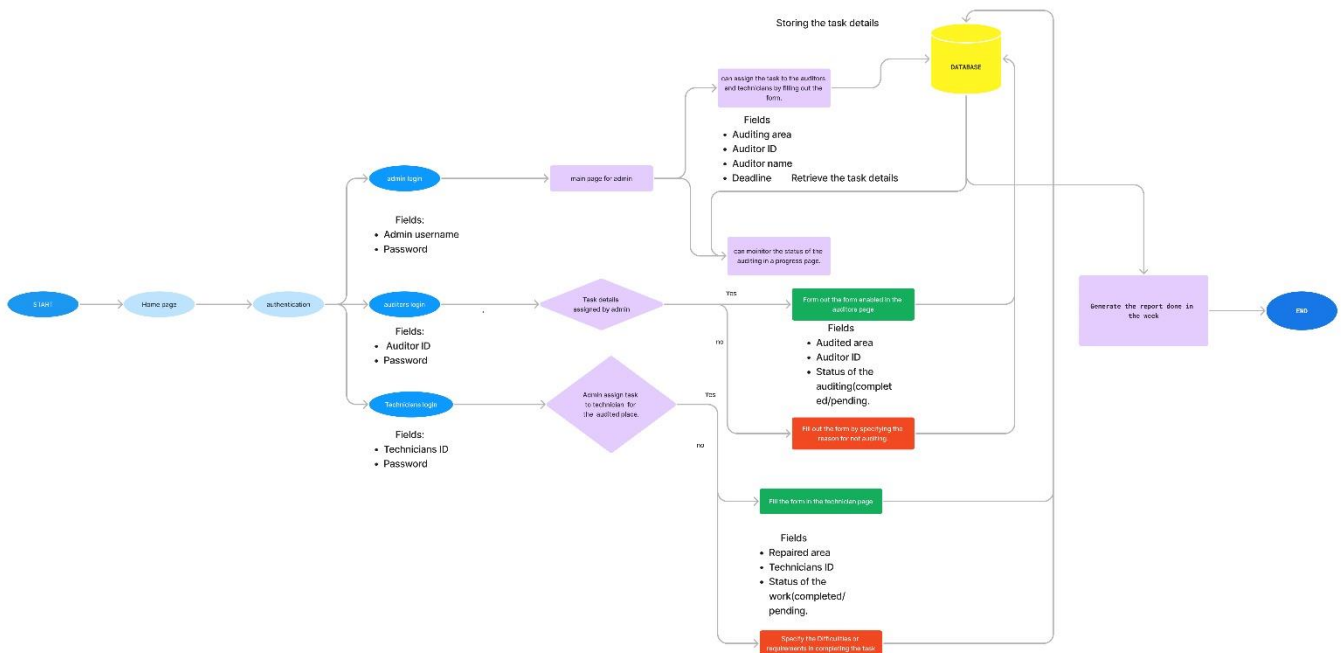 Storing the task details
DATABASE
can assign the task to the auditors
and technicians by filling out the
form.
Fields
• Auditing area
• Auditor ID
• Auditor name
• Deadline
Retrieve the task details
admin login
main page for admin
Fields:
• Admin username
• Password
can moinitor the status of the
auditing in a progress page.
START
Home page
authentication
auditors login
Task details
assigned by admin
Yes
no
Form out the form enabled in the
auditors page
Generate the report done in
the week
END
Fields:
• Auditor ID
• Password
Fields
• Audited area
• Auditor ID
• Status of the
auditing(complet
ed/pending.
Technicians login
Admin assign task
to technician for
the audited place.
Yes
no
Fill out the form by specifying the
reason for not auditing.
Fields:
• Technicians ID
• Password
Fill the form in the technician page
Fields
• Repaired area
• Technicians ID
• Status of the
work(completed/
pending.
Specify the Difficulties or
requirements in completing the task